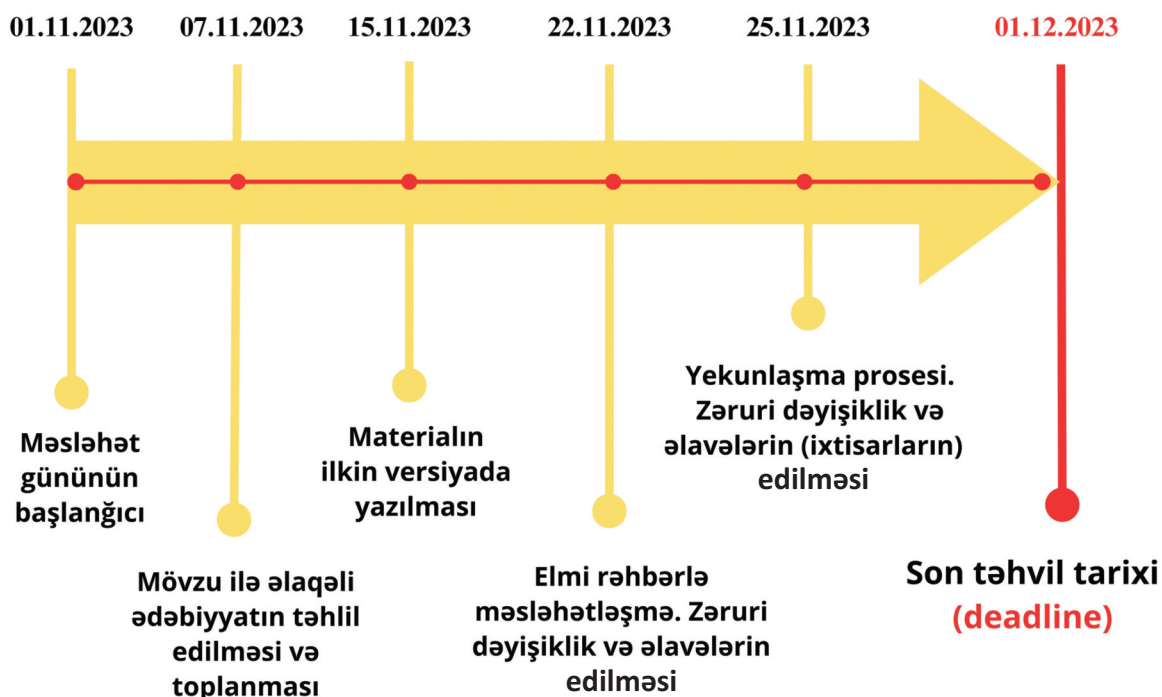 01.11.2023 07.11.2023 15.11.2023 22.11.2023 25.11.2023 01.12.2023
Məsləhət
gününün
başlanğıcı
Mövzu ilə əlaqəli
ədəbiyyatın təhlil
edilməsi və
toplanması
Materialın
ilkin versiyada
yazılması
Elmi rəhbərlə
məsləhətləşmə. Zəruri
dəyişiklik və əlavələrin
edilməsi
Yekunlaşma prosesi.
Zəruri dəyişiklik və
əlavələrin (ixtisarların)
edilməsi
Son təhvil tarixi
(deadline)